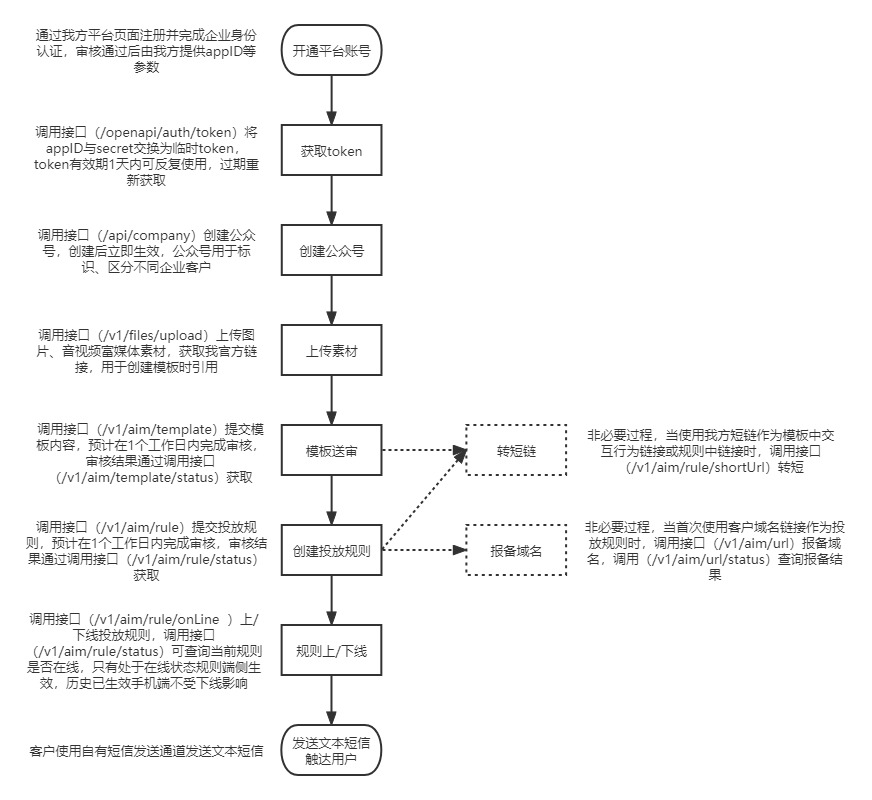 通过我方平台页面注册并完成企业身份
认证，审核通过后由我方提供appID等
参数
开通平台账号
调用接口（/openapi/auth/token）将
appID与secret交换为临时token，
token有效期1天内可反复使用，过期重
新获取
获取token
调用接口（/api/company）创建公众
号，创建后立即生效，公众号用于标
识、区分不同企业客户
创建公众号
调用接口（/v1/files/upload）上传图
片、音视频富媒体素材，获取我官方链
接，用于创建模板时引用
上传素材
调用接口（/v1/aim/template）提交模
板内容，预计在1个工作日内完成审核，
审核结果通过调用接口
（/v1/aim/template/status）获取
模板送审
转短链
非必要过程，当使用我方短链作为模板中交
互行为链接或规则中链接时，调用接口
（/v1/aim/rule/shortUrl）转短
调用接口（/v1/aim/rule）提交投放规
则，预计在1个工作日内完成审核，审核结
果通过调用接口（/v1/aim/rule/status）
获取
创建投放规则
报备域名
非必要过程，当首次使用客户域名链接作为投
放规则时，调用接口（/v1/aim/url）报备域
名，调用（/v1/aim/url/status）查询报备结
果
调用接口（/v1/aim/rule/onLine ）上/
下线投放规则，调用接口
（/v1/aim/rule/status）可查询当前规则
是否在线，只有处于在线状态规则端侧生
效，历史已生效手机端不受下线影响
规则上/下线
客户使用自有短信发送通道发送文本短信
发送文本短信
触达用户